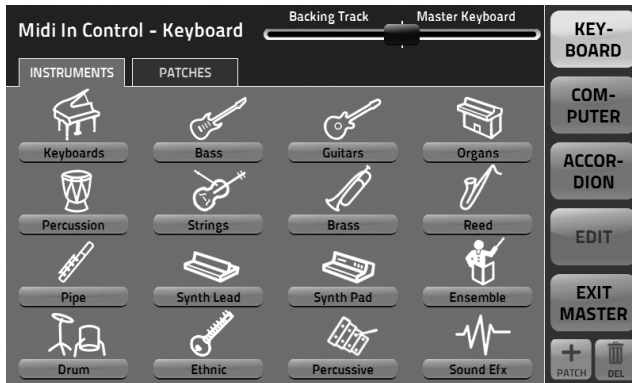 Midi In Control - Keyboard
Backing Track
Master Keyboard
INSTRUMENTS
PATCHES
Keyboards
Bass
Guitars
Organs
Percussion
Strings
Brass
Reed
Pipe
Synth Lead
Synth Pad
Ensemble
Drum
Ethnic
Percussive
Sound Efx
KEY-
BOARD
COM-
PUTER
ACCOR-
DION
EDIT
EXIT
MASTER
PATCH
DEL